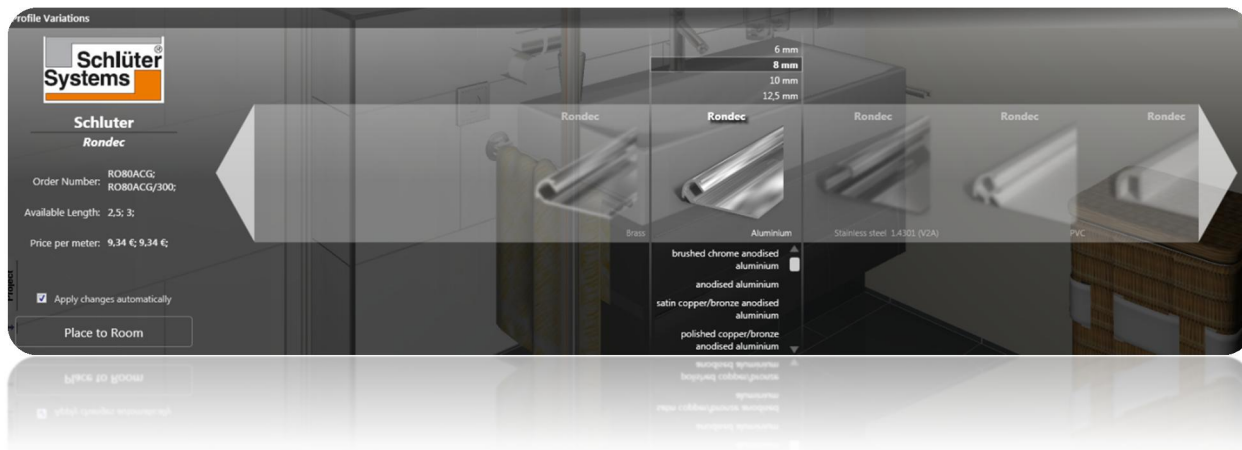 Profile Variations
Schlüter®
Systems
Schluter
Rondec
Order Number: RO80ACG;
RO80ACG/300;
Available Length: 2,5; 3;
Price per meter: 9,34 €; 9,34 €;
Project
Apply changes automatically
Place to Room
6 mm
8 mm
10 mm
12,5 mm
Rondec Rondec Rondec Rondec Rondec
Brass Aluminium Stainless steel 1.4301 (V2A) PVC
brushed chrome anodised
aluminium
anodised aluminium
satin copper/bronze anodised
aluminium
polished copper/bronze
anodised aluminium